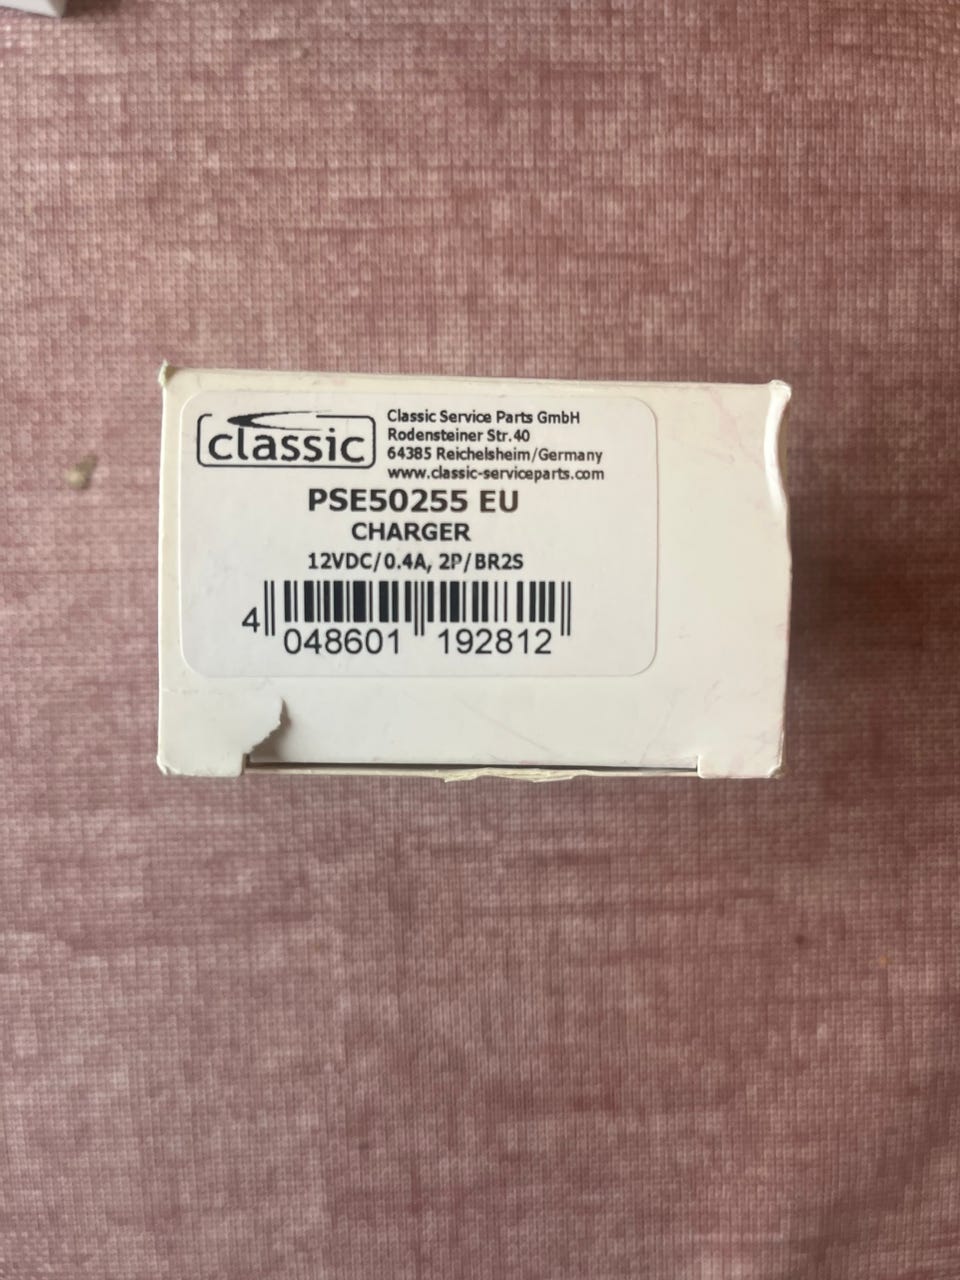 classic
Classic Service Parts GmbH
Rodensteiner Str.40
64385 Reichelsheim/Germany
www.classic-serviceparts.com
PSE50255 EU
CHARGER
12VDC/0.4A, 2P/BR2S
4 048601 192812